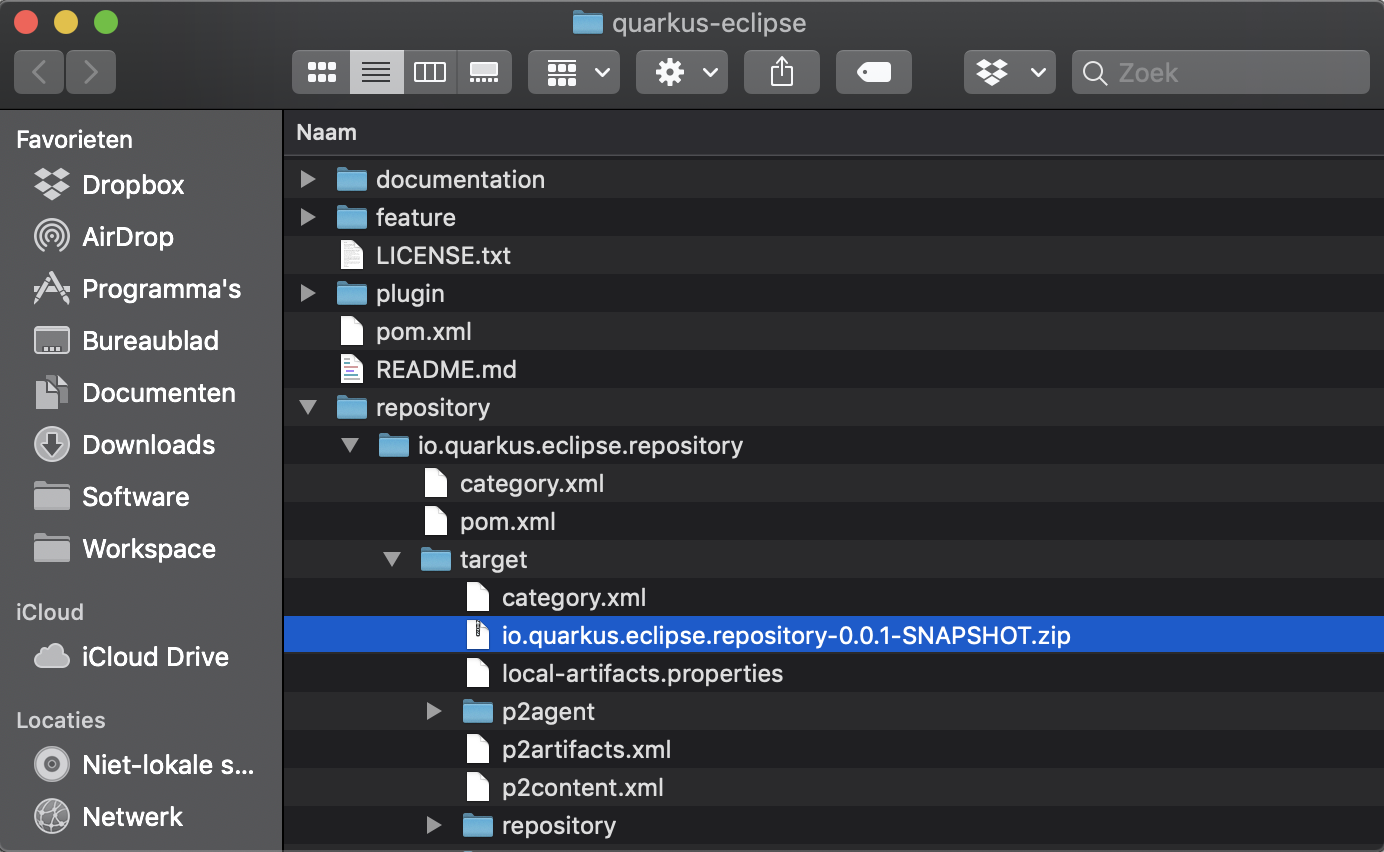 quarkus-eclipse
Zoek
Favorieten
Dropbox
AirDrop
Programma's
Bureaublad
Documenten
Downloads
Software
Workspace
iCloud
iCloud Drive
Locaties
Niet-lokale s...
Netwerk
Naam
documentation
feature
LICENSE.txt
plugin
pom.xml
README.md
repository
io.quarkus.eclipse.repository
category.xml
pom.xml
target
category.xml
io.quarkus.eclipse.repository-0.0.1-SNAPSHOT.zip
local-artifacts.properties
p2agent
p2artifacts.xml
p2content.xml
repository